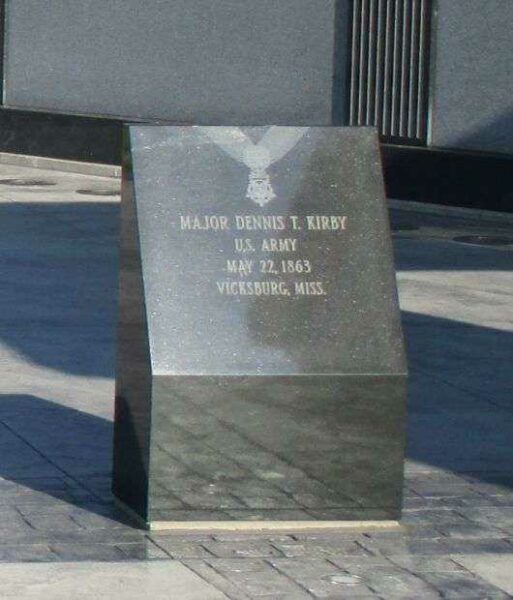 MAJOR DENNIS T. KIRBY
U.S. ARMY
MAY 22, 1863
VICKSBURG, MISS.